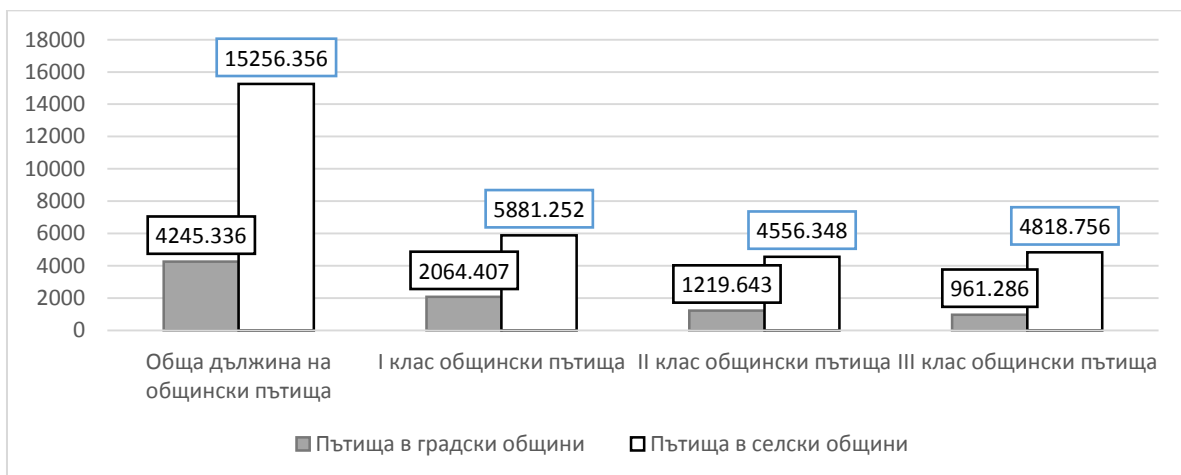 18000
16000
14000
12000
10000
8000
6000
4000
2000
0
15256.356
4245.336
5881.252
2064.407
4556.348
1219.643
4818.756
961.286
Обща дължина на
общински пътища
I клас общински пътища
II клас общински пътища
III клас общински пътища
Пътища в градски общини
Пътища в селски общини